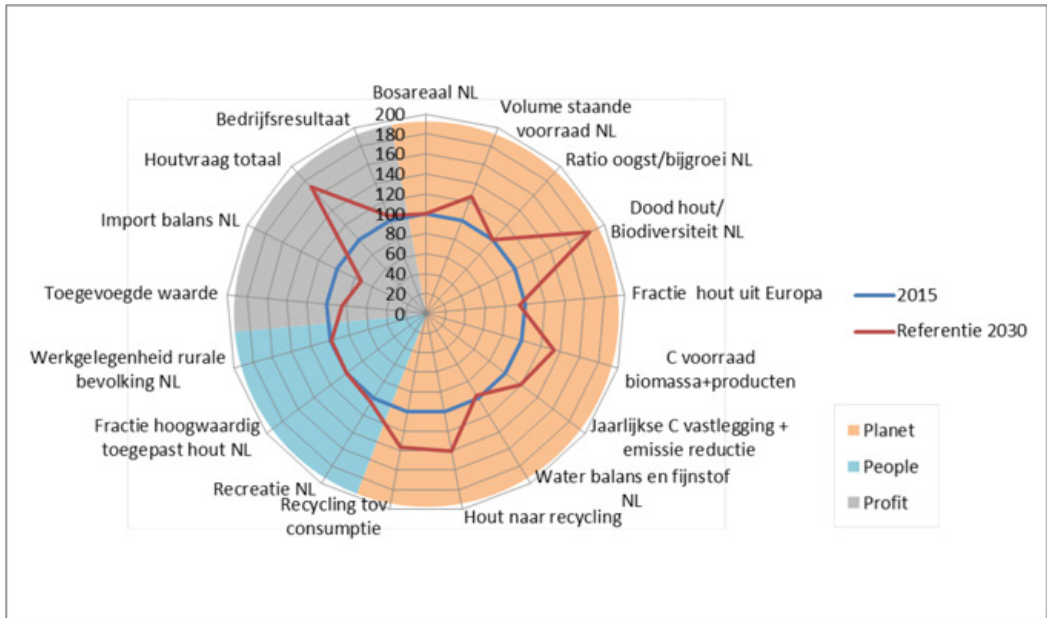 Bosareaal NL
Volume staande
voorraad NL
Ratio oogst/bijgroei NL
Dood hout/
Biodiversiteit NL
Fractie hout uit Europa
C voorraad
biomassa+producten
Jaarlijkse C vastlegging +
emissie reductie
Water balans en fijnstof
NL
Hout naar recycling
Recycling tov
consumptie
Recreatie NL
Fractie hoogwaardig
toegepast hout NL
Werkgelegenheid rurale
bevolking NL
Toegevoegde waarde
Import balans NL
Houtvraag totaal
Bedrijfsresultaat
200
180
160
140
120
100
80
60
40
20
0
2015
Referentie 2030
Planet
People
Profit